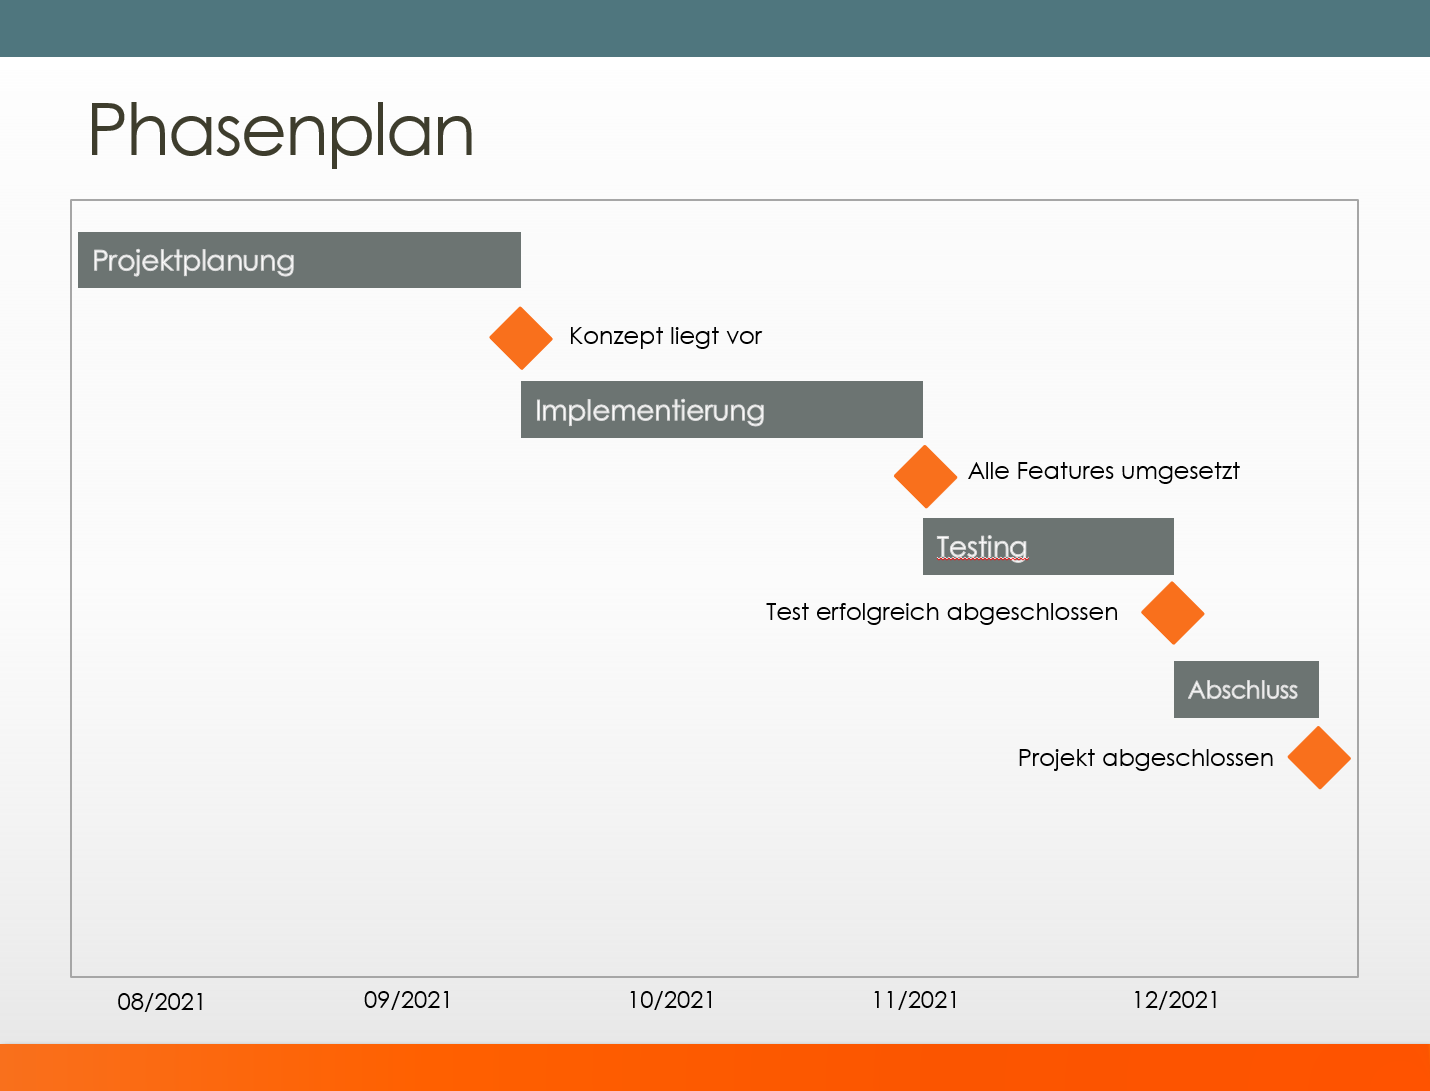 Phasenplan
Projektplanung
Konzept liegt vor
Implementierung
Alle Features umgesetzt
Testing
Test erfolgreich abgeschlossen
Abschluss
Projekt abgeschlossen
08/2021 09/2021 10/2021 11/2021 12/2021